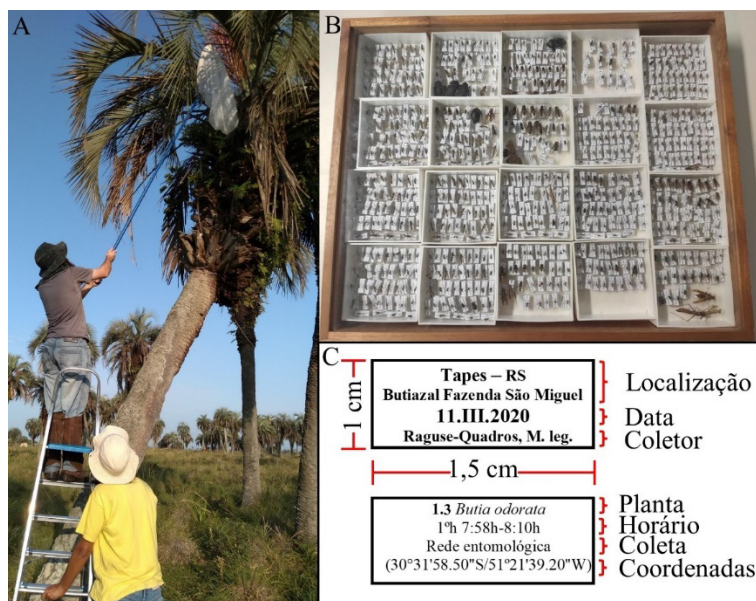 A
B
C
1 cm
Tapes – RS
Butiazal Fazenda São Miguel
11.III.2020
Raguse-Quadros, M. leg.
Localização
Data
Coletor
1,5 cm
1.3 Butia odorata
1ºh 7:58h-8:10h
Rede entomológica
(30°31'58.50"S/51°21'39.20"W)
Planta
Horário
Coleta
Coordenadas